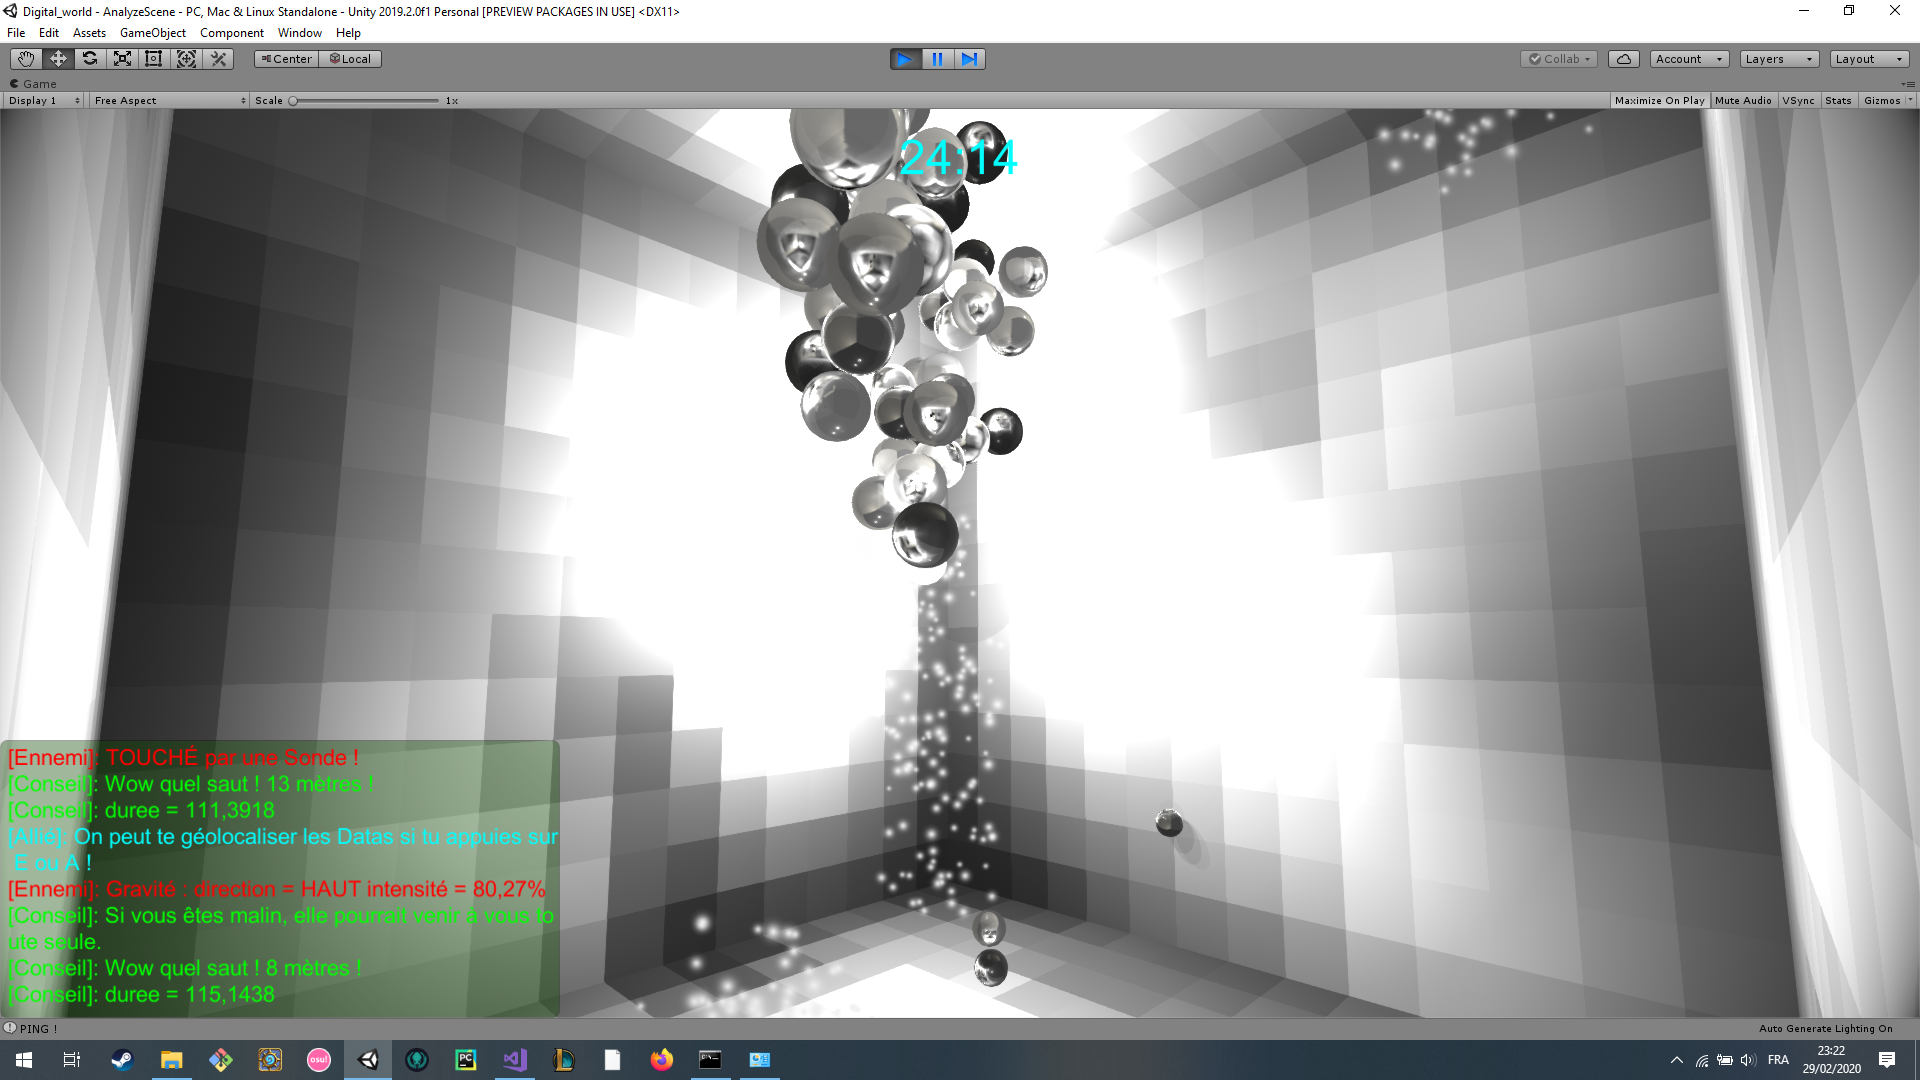 Digital_world - AnalyzeScene - PC, Mac & Linux Standalone - Unity 2019.2.0f1 Personal [PREVIEW PACKAGES IN USE] <DX11>
File Edit Assets GameObject Component Window Help
Center Local Collab Account Layers Layout
Game
Display 1 Free Aspect Scale 1x Maximize On Play Mute Audio VSync Stats Gizmos
24:14
[Ennemi]: TOUCHÉ par une Sonde !
[Conseil]: Wow quel saut ! 13 mètres !
[Conseil]: duree = 111,3918
[Allié]: On peut te géolocaliser les Datas si tu appuies sur
E ou A !
[Ennemi]: Gravité : direction = HAUT intensité = 80,27%
[Conseil]: Si vous êtes malin, elle pourrait venir à vous to
ute seule.
[Conseil]: Wow quel saut ! 8 mètres !
[Conseil]: duree = 115,1438
PING !
Auto Generate Lighting On
osu!
PC
FRA
23:22
29/02/2020